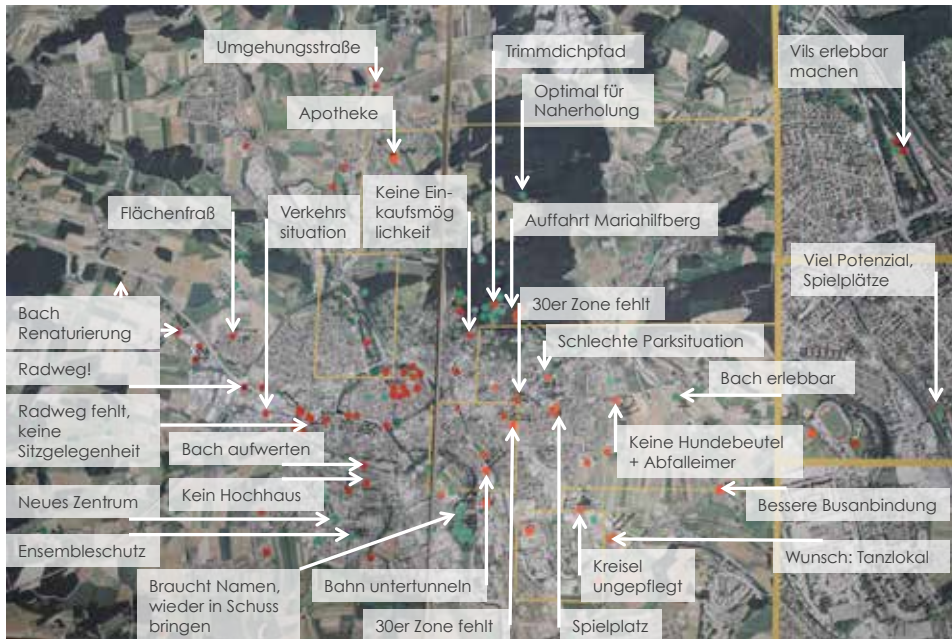 Umgehungsstraße
Trimmdichpfad
Vils erlebbar
machen
Apotheke
Optimal für
Naherholung
Flächenfraß
Verkehrs
situation
Keine Ein-
kaufsmög
lichkeit
Auffahrt Mariahilfberg
Viel Potenzial,
Spielplätze
Bach
Renaturierung
30er Zone fehlt
Schlechte Parksituation
Radweg!
Bach erlebbar
Radweg fehlt,
keine
Sitzgelegenheit
Bach aufwerten
Keine Hundebeutel
+ Abfalleimer
Kein Hochhaus
Neues Zentrum
Bessere Busanbindung
Ensembleschutz
Wunsch: Tanzlokal
Braucht Namen,
wieder in Schuss
bringen
Bahn untertunneln
Kreisel
ungepflegt
30er Zone fehlt
Spielplatz